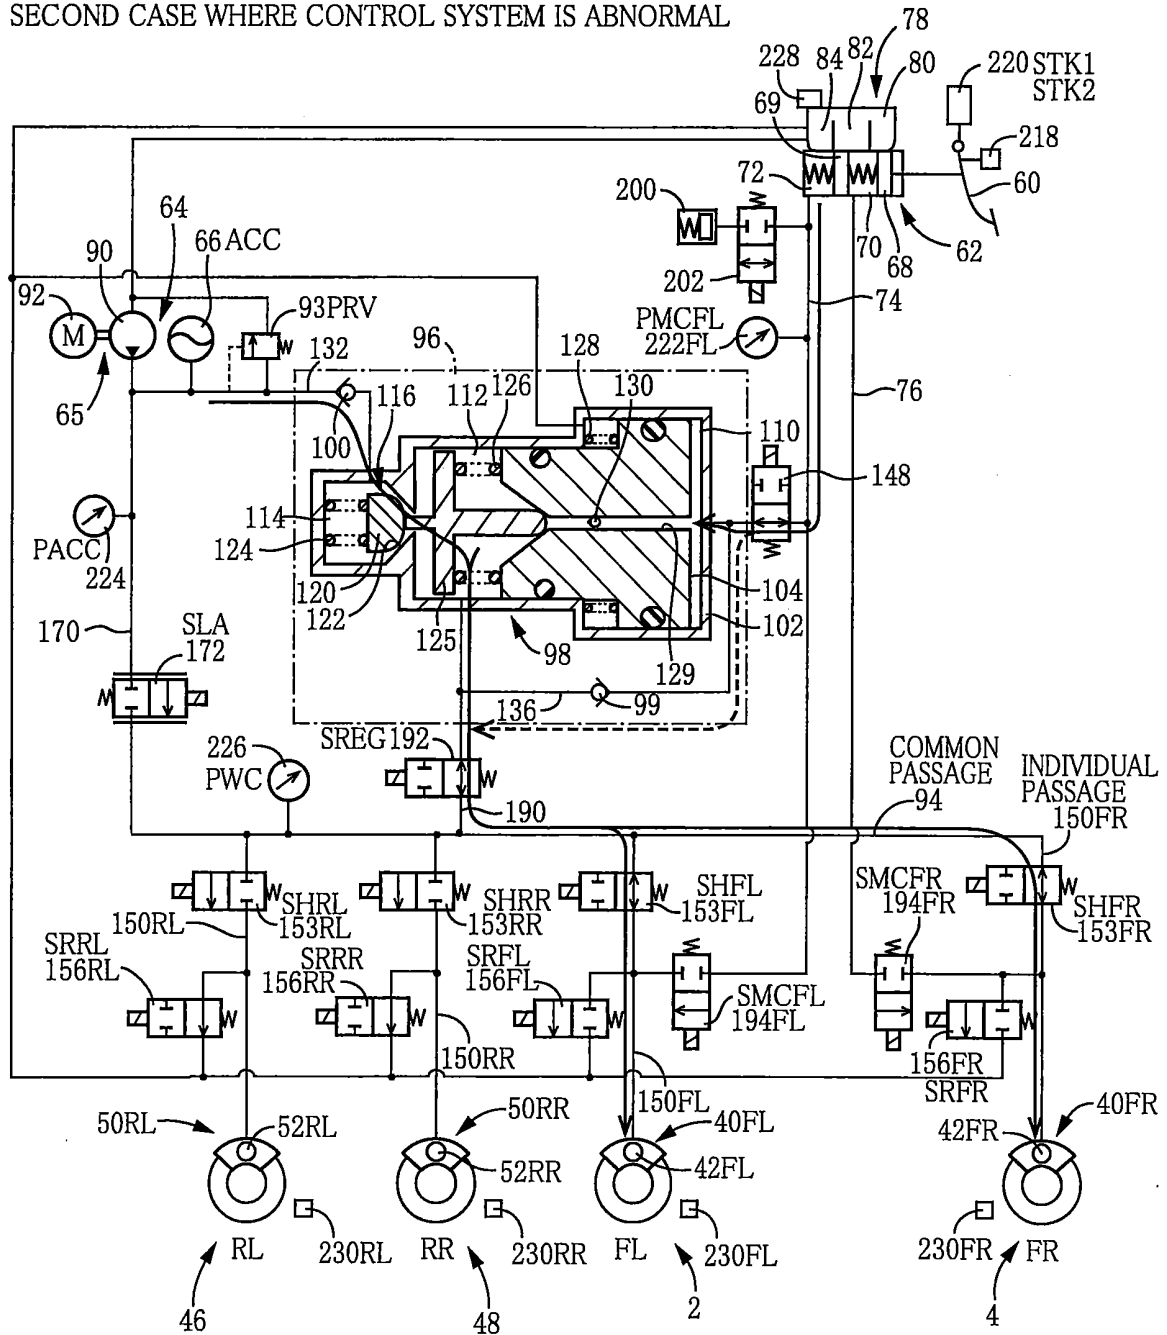 SECOND CASE WHERE CONTROL SYSTEM IS ABNORMAL
78
228
84
82
80
220 STK1
STK2
69
218
72
60
200
64
66 ACC
90
92
70
68
62
202
74
93PRV
M
PMCFL
222FL
96
132
128
130
116
112
126
76
65
100
110
148
114
PACC
224
124
120
122
104
170
SLA
172
125
98
102
129
136
99
SREG 192
226
PWC
COMMON
PASSAGE
94
INDIVIDUAL
PASSAGE
150FR
190
SMCFR
194FR
SHRL
153RL
SHRR
153RR
SHFL
153FL
SHFR
153FR
150RL
SRRL
156RL
SRRR
156RR
SRFL
156FL
SMCFL
194FL
150RR
156FR
SRFR
150FL
50RL
52RL
50RR
40FL
42FR
40FR
52RR
42FL
230RL
230RR
230FL
230FR
RL
RR
FL
FR
46
48
2
4